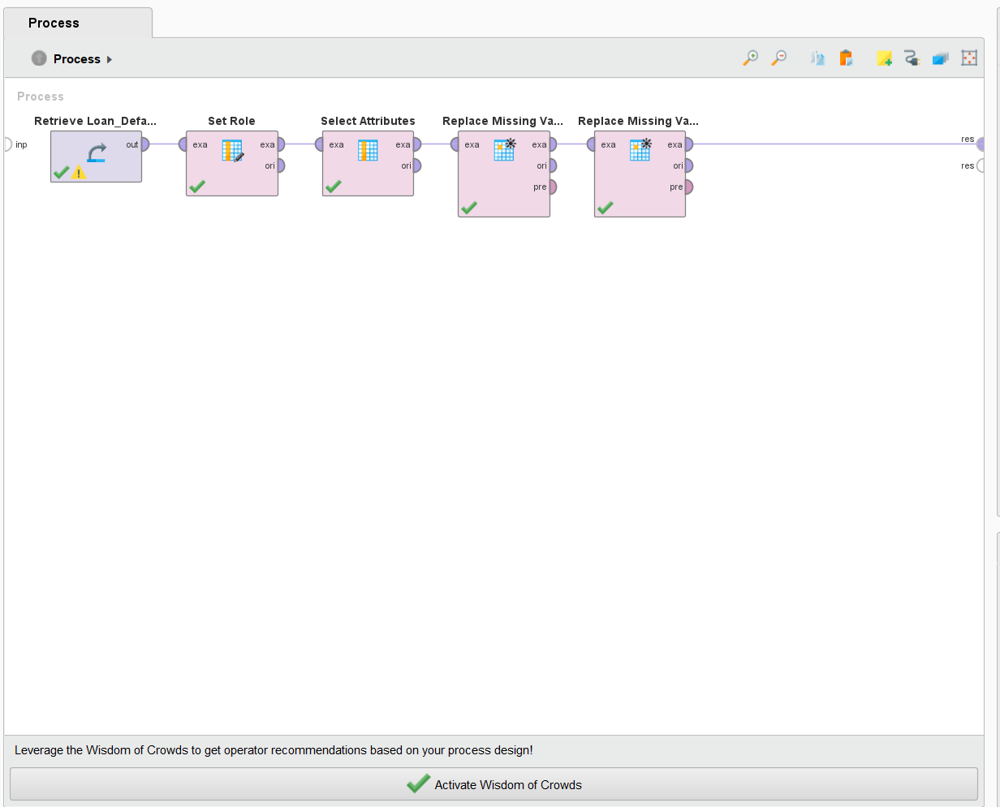 Process
Process
Process
Retrieve Loan_Defa... Set Role Select Attributes Replace Missing Va... Replace Missing Va...
inp out exa exa exa exa exa exa exa exa res
ori ori ori ori res
pre pre
Leverage the Wisdom of Crowds to get operator recommendations based on your process design!
Activate Wisdom of Crowds